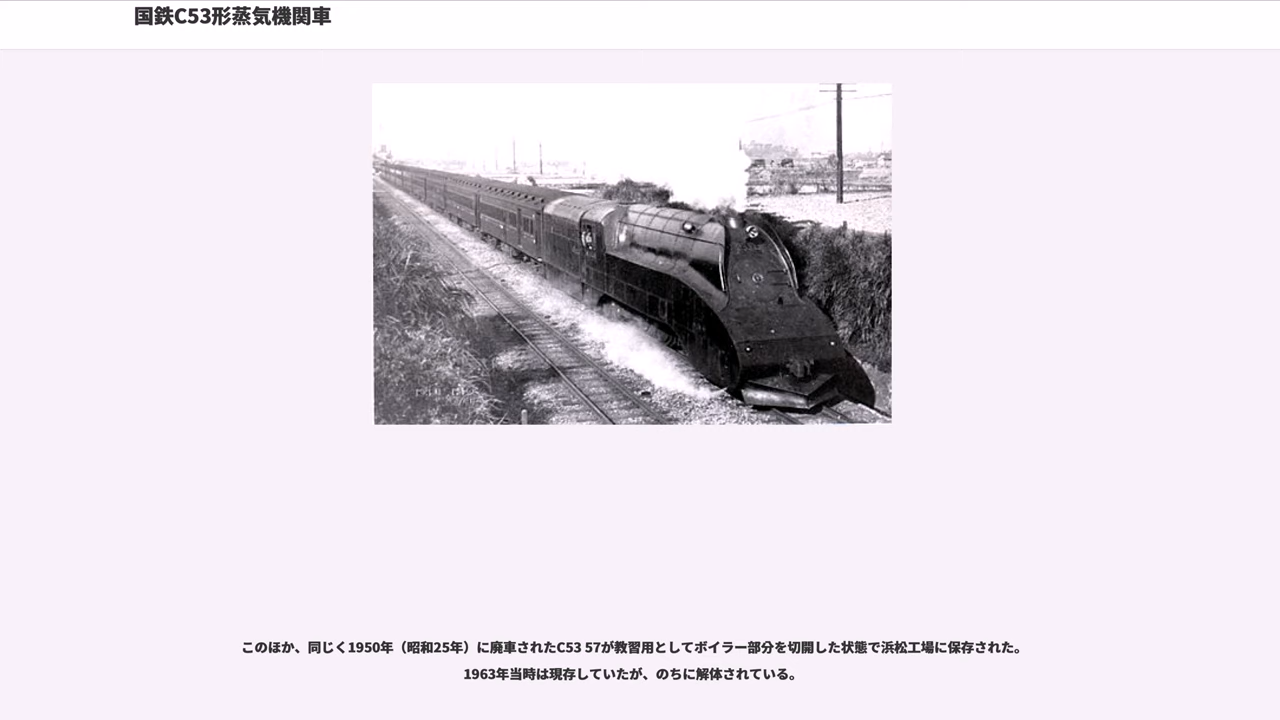 国鉄C53形蒸気機関車
このほか、同じく1950年（昭和25年）に廃車されたC53 57が教習用としてボイラー部分を切開した状態で浜松工場に保存された。
1963年当時は現存していたが、のちに解体されている。